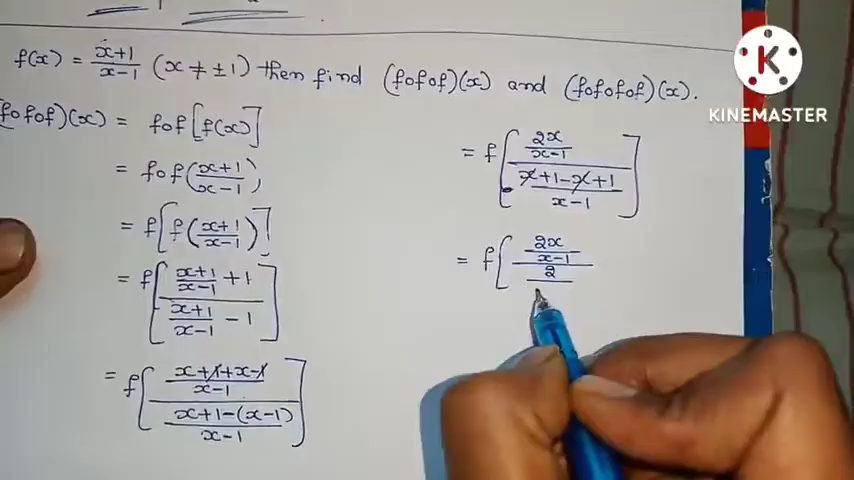 f(x) = x+1/x-1 (x ≠ ±1) then find (fofof)(x) and (fofofof)(x).
(fofof)(x) = fof[f(x)]
= fof(x+1/x-1)
= f[f(x+1/x-1)]
= f[(x+1/x-1 + 1)/(x+1/x-1 - 1)]
= f[(x+1+x-1/x-1)/(x+1-(x-1)/x-1)]
= f[(2x/x-1)/(x+1-x+1/x-1)]
= f[(2x/x-1)/(2/
KINEMASTER